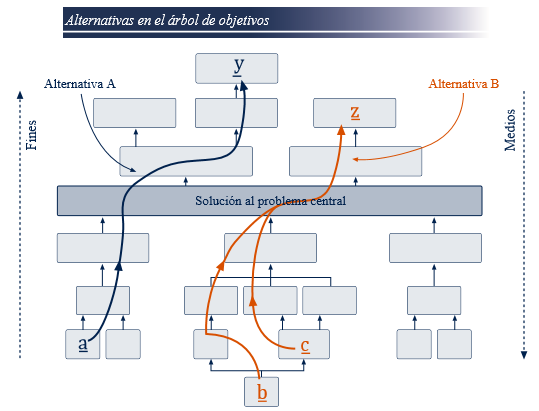 Alternativas en el árbol de objetivos
y
Alternativa A
Alternativa B
z
Fines
Medios
Solución al problema central
a
c
b